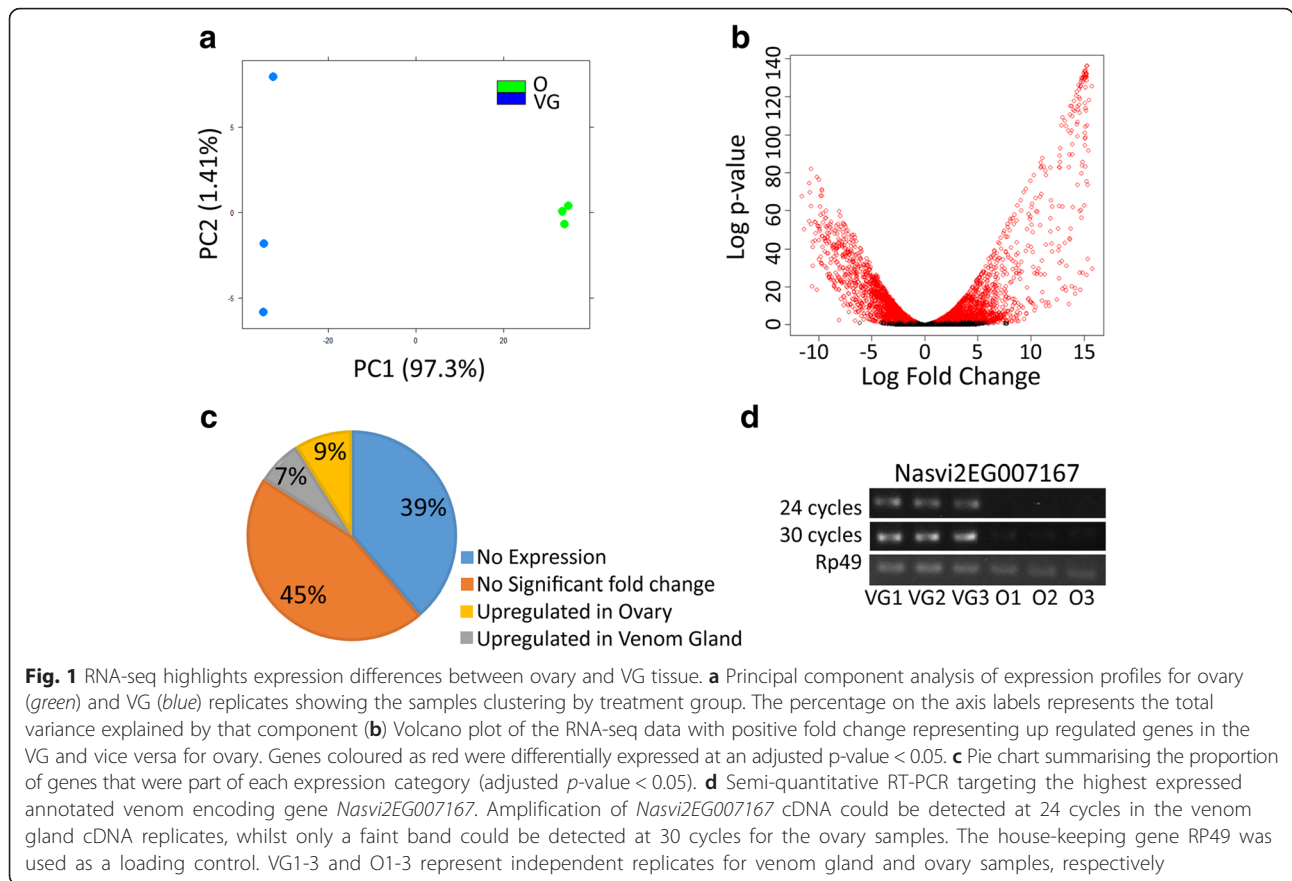 a
PC2 (1.41%)
5
0
-5
-20
0
20
PC1 (97.3%)
O
VG
b
Log p-value
0 20 40 60 80 100 120 140
-10 -5 0 5 10 15
Log Fold Change
c
9%
7%
39%
45%
No Expression
No Significant fold change
Upregulated in Ovary
Upregulated in Venom Gland
d
Nasvi2EG007167
24 cycles
30 cycles
Rp49
VG1 VG2 VG3 O1 O2 O3
Fig. 1 RNA-seq highlights expression differences between ovary and VG tissue. a Principal component analysis of expression profiles for ovary
(green) and VG (blue) replicates showing the samples clustering by treatment group. The percentage on the axis labels represents the total
variance explained by that component (b) Volcano plot of the RNA-seq data with positive fold change representing up regulated genes in the
VG and vice versa for ovary. Genes coloured as red were differentially expressed at an adjusted p-value < 0.05. c Pie chart summarising the proportion
of genes that were part of each expression category (adjusted p-value < 0.05). d Semi-quantitative RT-PCR targeting the highest expressed
annotated venom encoding gene Nasvi2EG007167. Amplification of Nasvi2EG007167 cDNA could be detected at 24 cycles in the venom
gland cDNA replicates, whilst only a faint band could be detected at 30 cycles for the ovary samples. The house-keeping gene RP49 was
used as a loading control. VG1-3 and O1-3 represent independent replicates for venom gland and ovary samples, respectively